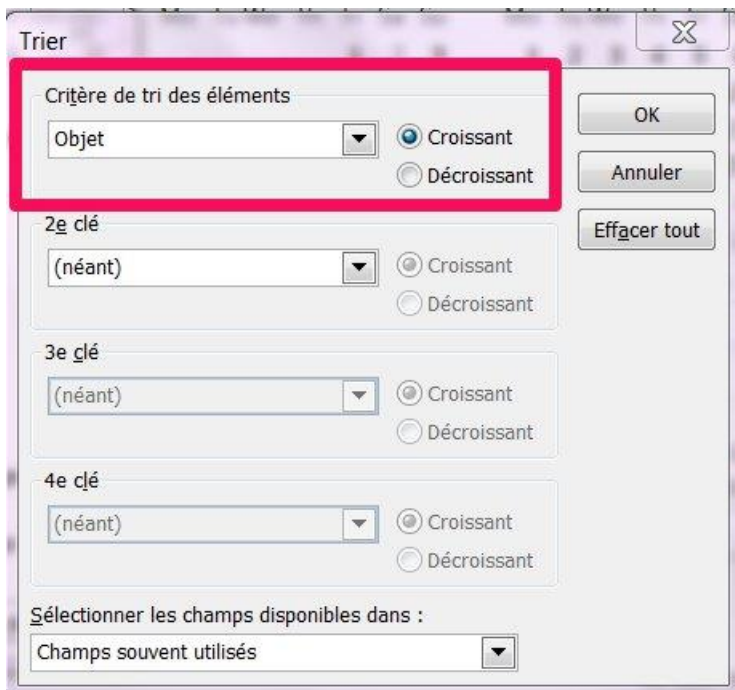 Trier
Critère de tri des éléments
Objet
Croissant
Décroissant
OK
Annuler
Effacer tout
2e clé
(néant)
Croissant
Décroissant
3e clé
(néant)
Croissant
Décroissant
4e clé
(néant)
Croissant
Décroissant
Sélectionner les champs disponibles dans :
Champs souvent utilisés